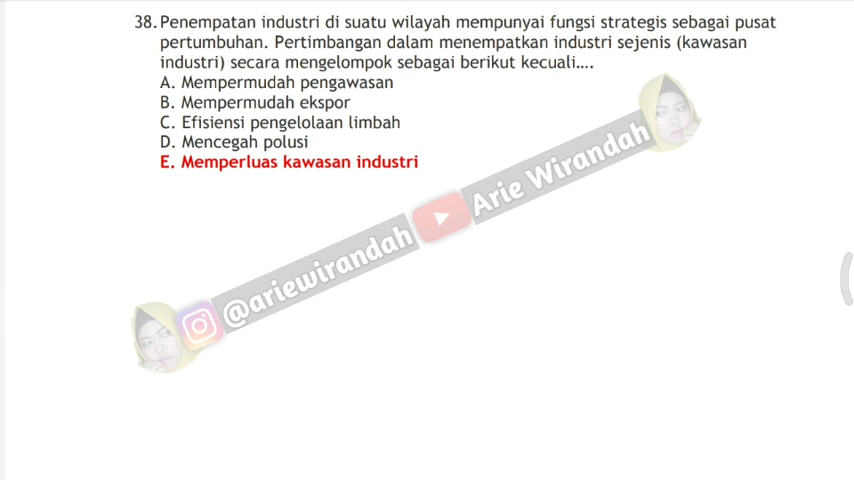 38. Penempatan industri di suatu wilayah mempunyai fungsi strategis sebagai pusat
pertumbuhan. Pertimbangan dalam menempatkan industri sejenis (kawasan
industri) secara mengelompok sebagai berikut kecuali....
A. Mempermudah pengawasan
B. Mempermudah ekspor
C. Efisiensi pengelolaan limbah
D. Mencegah polusi
E. Memperluas kawasan industri
Arie Wirandah
@ariewirandah